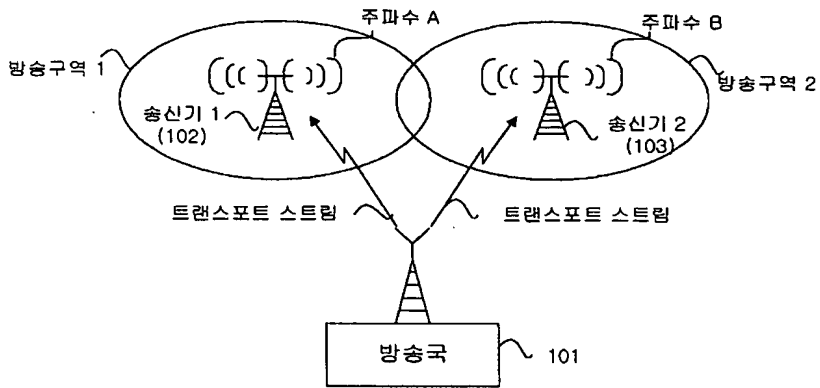 주파수 A
주파수 B
방송구역 1
방송구역 2
송신기 1
(102)
송신기 2
(103)
트랜스포트 스트림
트랜스포트 스트림
방송국
101